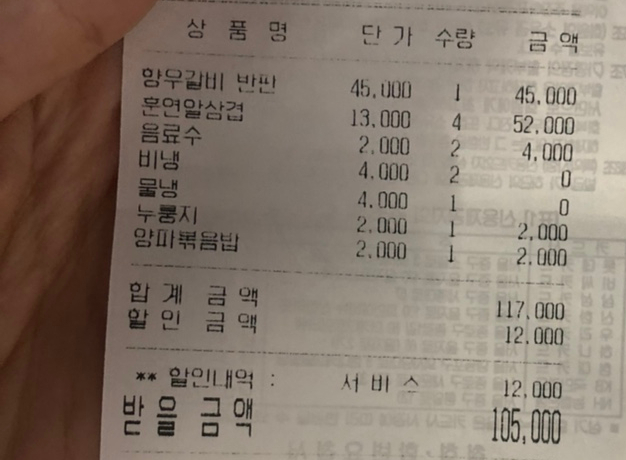 상 품 명 단 가 수량 금 액
향우갈비 반판 45,000 1 45,000
훈연알삼겹 13,000 4 52,000
음료수 2,000 2 4,000
비냉 4,000 2 0
물냉 4,000 1 0
누룽지 2,000 1 2,000
양파볶음밥 2,000 1 2,000
합 계 금 액 117,000
할 인 금 액 12,000
** 할인내역 : 서 비 스 12,000
받 을 금 액 105,000